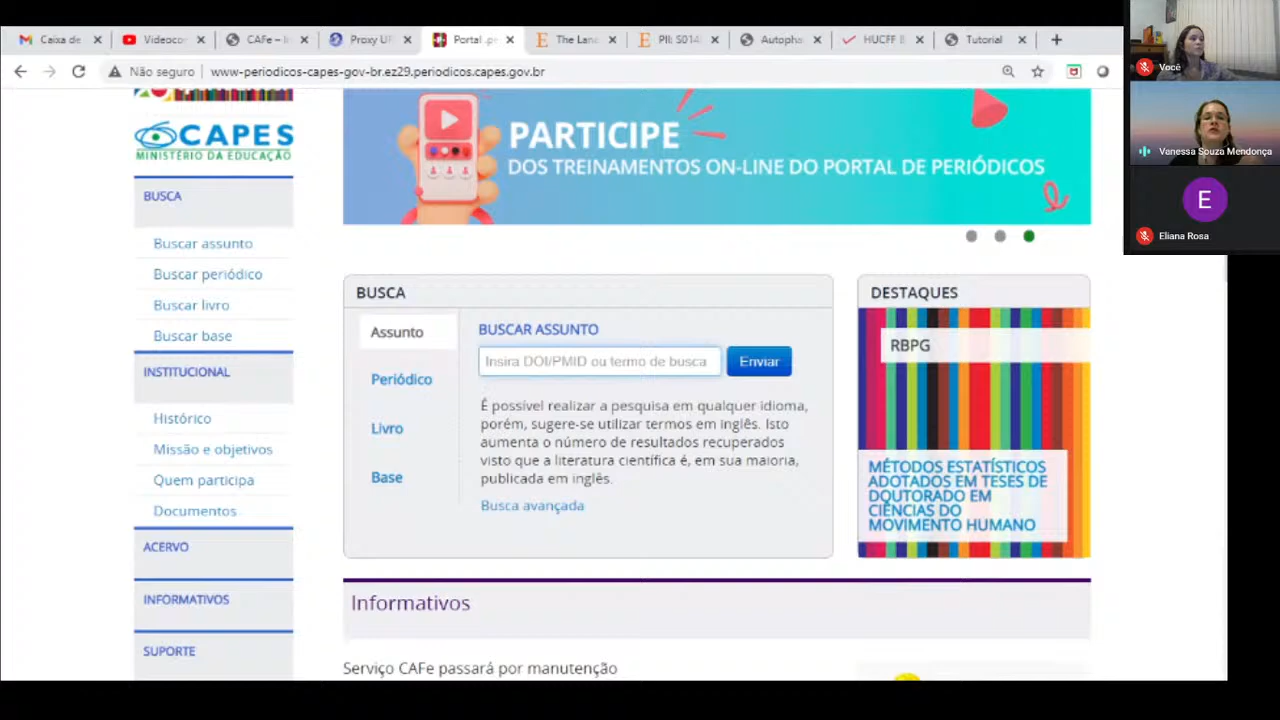 Caixa de
Videocor
CAFe – I
Proxy U
Portal .pe
The Lan
PII: S014
Autopha
HUCFF
Tutorial
Não seguro
www-periodicos-capes-gov-br.ez29.periodicos.capes.gov.br
Você
Vanessa Souza Mendonça
E
Eliana Rosa
CAPES
MINISTÉRIO DA EDUCAÇÃO
PARTICIPE
DOS TREINAMENTOS ON-LINE DO PORTAL DE PERIÓDICOS
BUSCA
Buscar assunto
Buscar periódico
Buscar livro
Buscar base
INSTITUCIONAL
Histórico
Missão e objetivos
Quem participa
Documentos
ACERVO
INFORMATIVOS
SUPORTE
BUSCA
Assunto
Periódico
Livro
Base
BUSCAR ASSUNTO
Insira DOI/PMID ou termo de busca
Enviar
É possível realizar a pesquisa em qualquer idioma,
porém, sugere-se utilizar termos em inglês. Isto
aumenta o número de resultados recuperados
visto que a literatura científica é, em sua maioria,
publicada em inglês.
Busca avançada
DESTAQUES
RBPG
MÉTODOS ESTATÍSTICOS
ADOTADOS EM TESES DE
DOUTORADO EM
CIÊNCIAS DO
MOVIMENTO HUMANO
Informativos
Serviço CAFe passará por manutenção